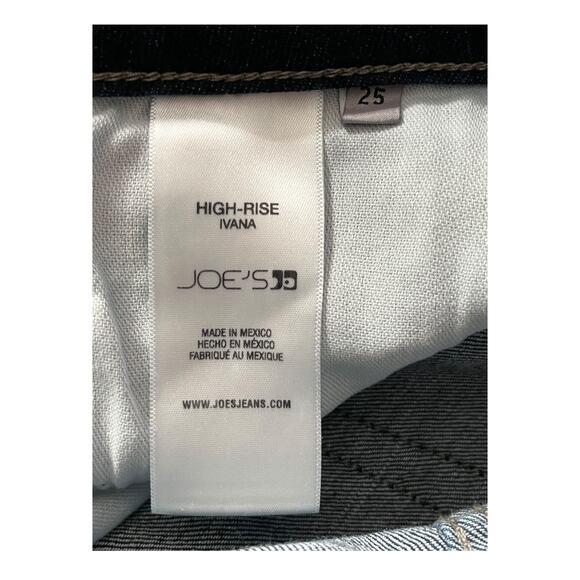 25
HIGH-RISE
IVANA
JOE'S
MADE IN MEXICO
HECHO EN MÉXICO
FABRIQUÉ AU MEXIQUE
WWW.JOESJEANS.COM